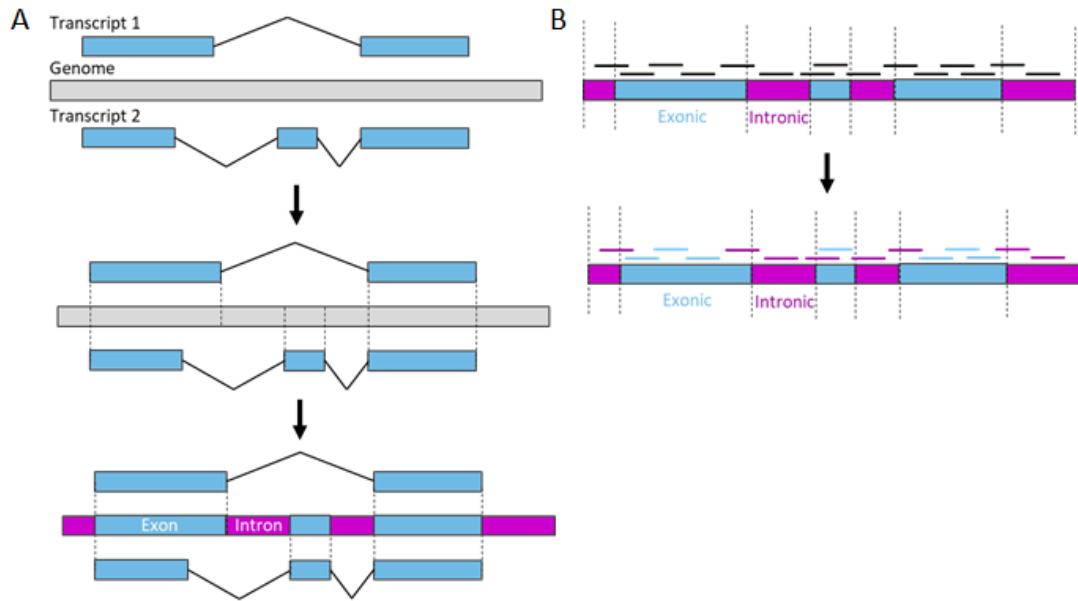 A
Transcript 1
Genome
Transcript 2
Exon
Intron
B
Exonic
Intronic
Exonic
Intronic